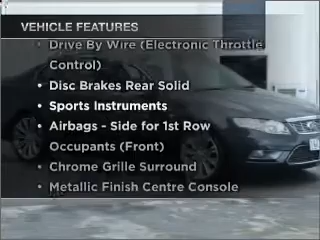 VEHICLE FEATURES
• Drive By Wire (Electronic Throttle
Control)
• Disc Brakes Rear Solid
• Sports Instruments
• Airbags - Side for 1st Row
Occupants (Front)
• Chrome Grille Surround
• Metallic Finish Centre Console